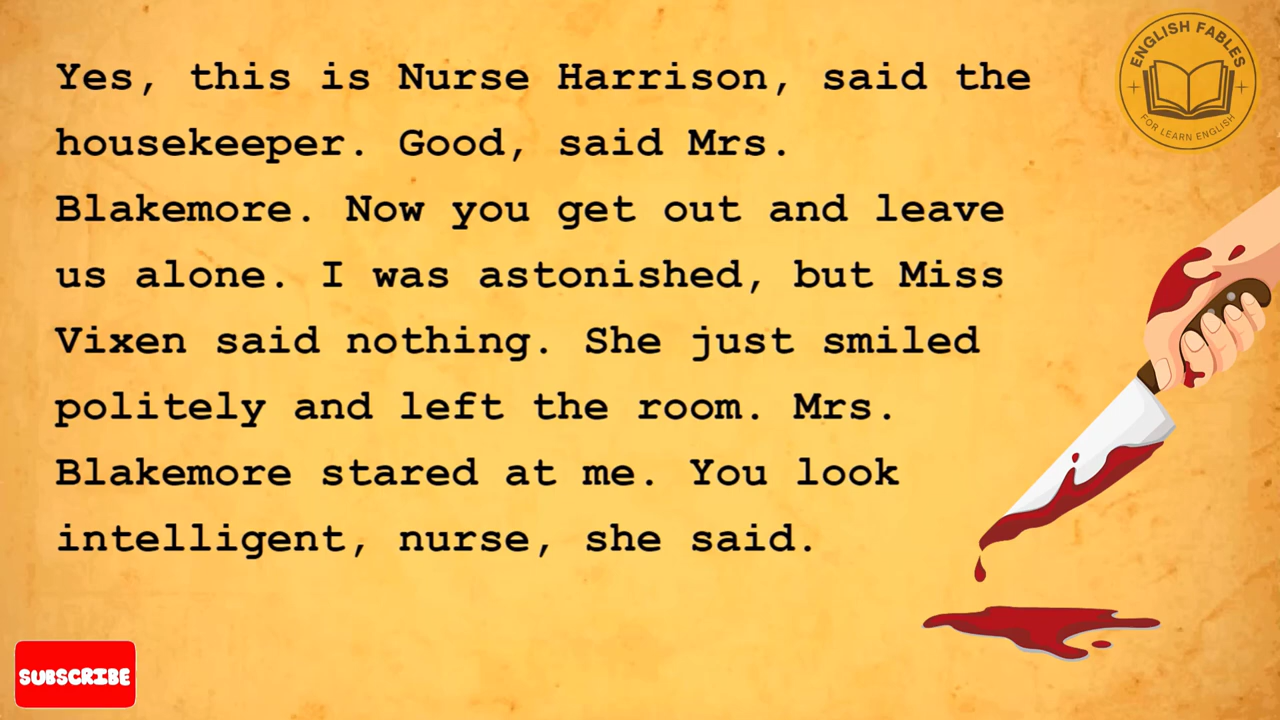 Yes, this is Nurse Harrison, said the
housekeeper. Good, said Mrs.
Blakemore. Now you get out and leave
us alone. I was astonished, but Miss
Vixen said nothing. She just smiled
politely and left the room. Mrs.
Blakemore stared at me. You look
intelligent, nurse, she said.
ENGLISH FABLES
FOR LEARN ENGLISH
SUBSCRIBE